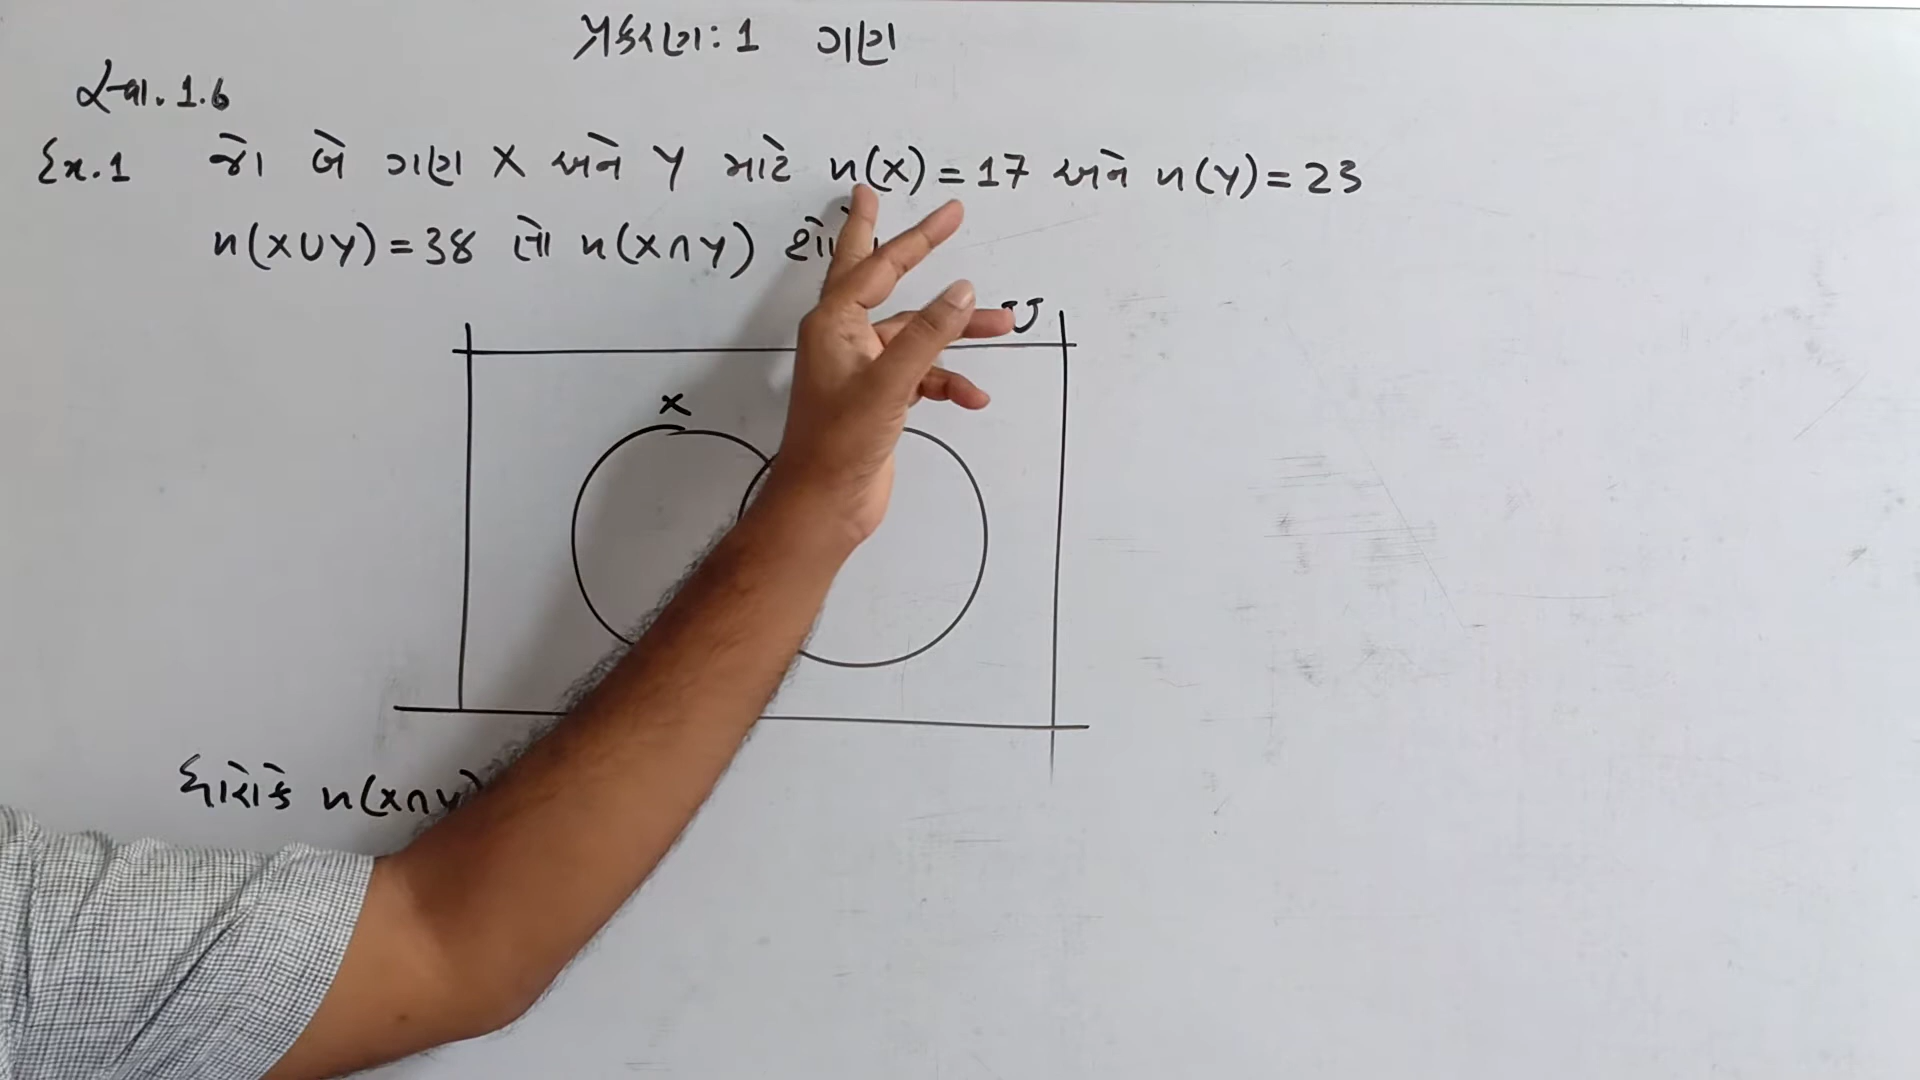 પ્રકરણ: 1 ગણ
સ્વા. 1.6
Ex.1 જો બે ગણ X અને Y માટે n(X) = 17 અને n(Y) = 23
n(X∪Y) = 38 તો n(X∩Y)
U
X
ધારોકે n(X∩Y)